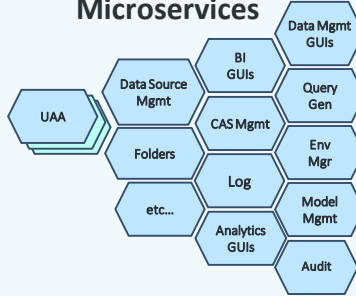 Microservices
Data Mgmt
GUIs
BI
GUIs
Data Source
Mgmt
Query
Gen
UAA
CAS Mgmt
Folders
Env
Mgr
Log
etc...
Model
Mgmt
Analytics
GUIs
Audit